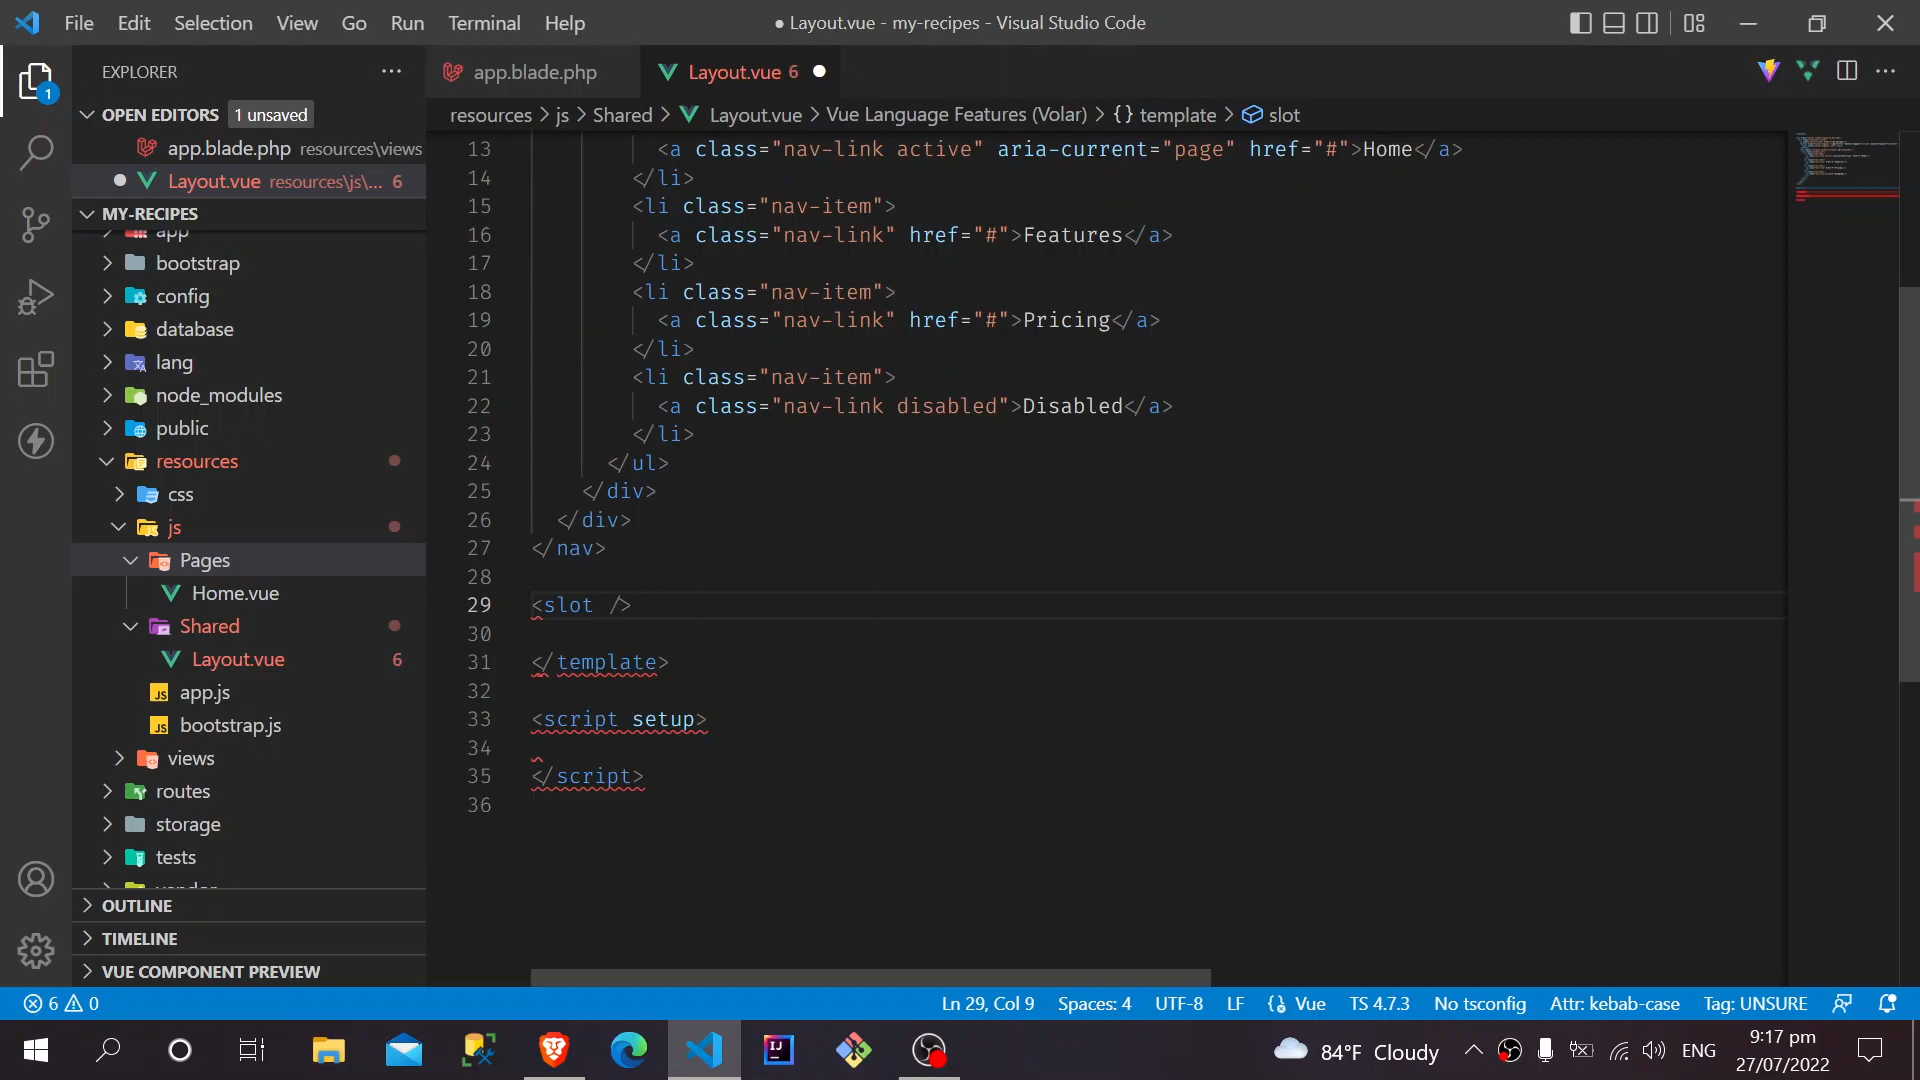 File Edit Selection View Go Run Terminal Help
● Layout.vue - my-recipes - Visual Studio Code
EXPLORER
OPEN EDITORS 1 unsaved
app.blade.php resources\views
Layout.vue resources\js\... 6
MY-RECIPES
app
bootstrap
config
database
lang
node_modules
public
resources
css
js
Pages
Home.vue
Shared
Layout.vue 6
app.js
bootstrap.js
views
routes
storage
tests
vendor
OUTLINE
TIMELINE
VUE COMPONENT PREVIEW
1
app.blade.php
Layout.vue 6
resources > js > Shared > Layout.vue > Vue Language Features (Volar) > {} template > slot
13 <a class="nav-link active" aria-current="page" href="#">Home</a>
14 </li>
15 <li class="nav-item">
16 <a class="nav-link" href="#">Features</a>
17 </li>
18 <li class="nav-item">
19 <a class="nav-link" href="#">Pricing</a>
20 </li>
21 <li class="nav-item">
22 <a class="nav-link disabled">Disabled</a>
23 </li>
24 </ul>
25 </div>
26 </div>
27 </nav>
28
29 <slot />
30
31 </template>
32
33 <script setup>
34
35 </script>
36
6 0
Ln 29, Col 9 Spaces: 4 UTF-8 LF Vue TS 4.7.3 No tsconfig Attr: kebab-case Tag: UNSURE
84°F Cloudy
ENG
9:17 pm
27/07/2022